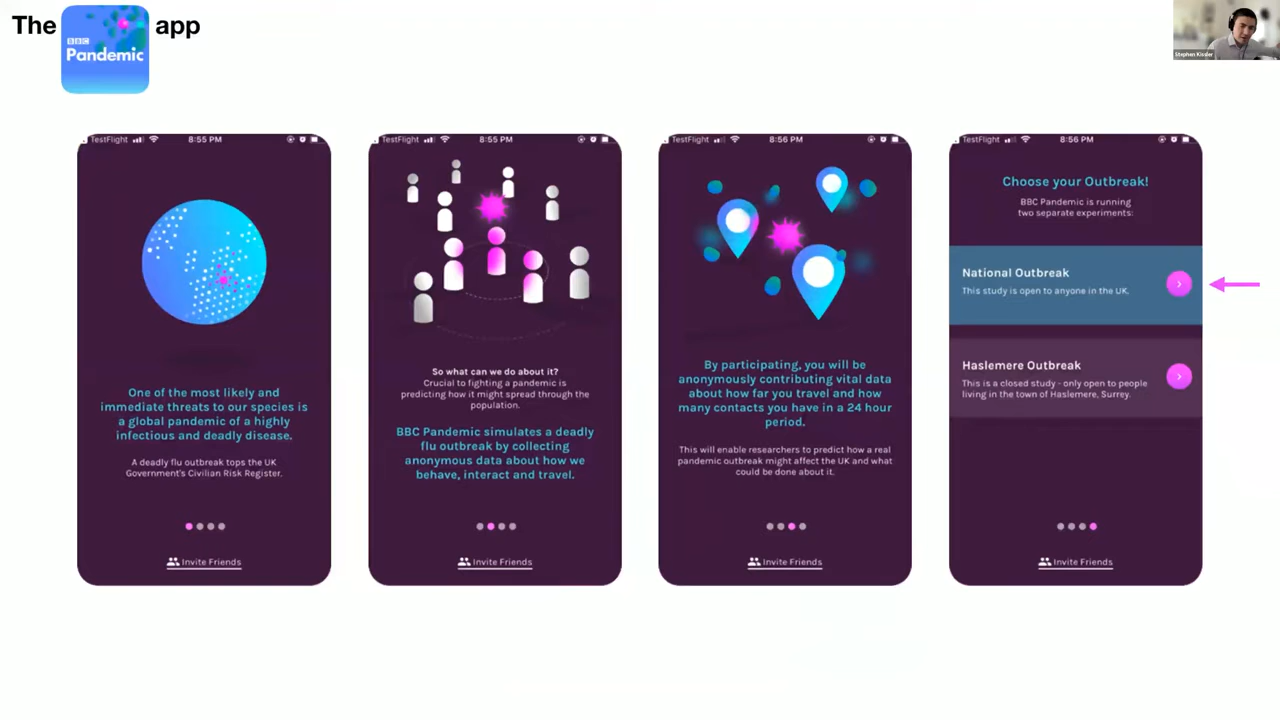 The
BBC
Pandemic
app
Stephen Kissler
TestFlight
8:55 PM
One of the most likely and
immediate threats to our species is
a global pandemic of a highly
infectious and deadly disease.
A deadly flu outbreak tops the UK
Government's Civilian Risk Register.
Invite Friends
TestFlight
8:55 PM
So what can we do about it?
Crucial to fighting a pandemic is
predicting how it might spread through the
population.
BBC Pandemic simulates a deadly
flu outbreak by collecting
anonymous data about how we
behave, interact and travel.
Invite Friends
TestFlight
8:56 PM
By participating, you will be
anonymously contributing vital data
about how far you travel and how
many contacts you have in a 24 hour
period.
This will enable researchers to predict how a real
pandemic outbreak might affect the UK and what
could be done about it.
Invite Friends
TestFlight
8:56 PM
Choose your Outbreak!
BBC Pandemic is running
two separate experiments:
National Outbreak
This study is open to anyone in the UK.
Haslemere Outbreak
This is a closed study - only open to people
living in the town of Haslemere, Surrey.
Invite Friends